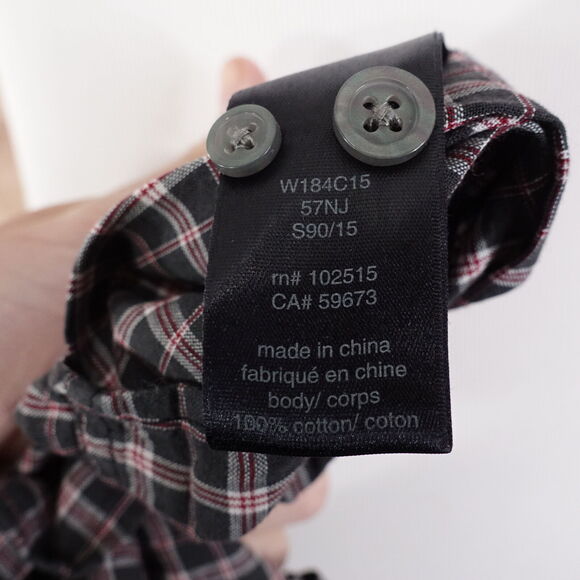 W184C15
57NJ
S90/15
rn# 102515
CA# 59673
made in china
fabriqué en chine
body/ corps
100% cotton/ coton